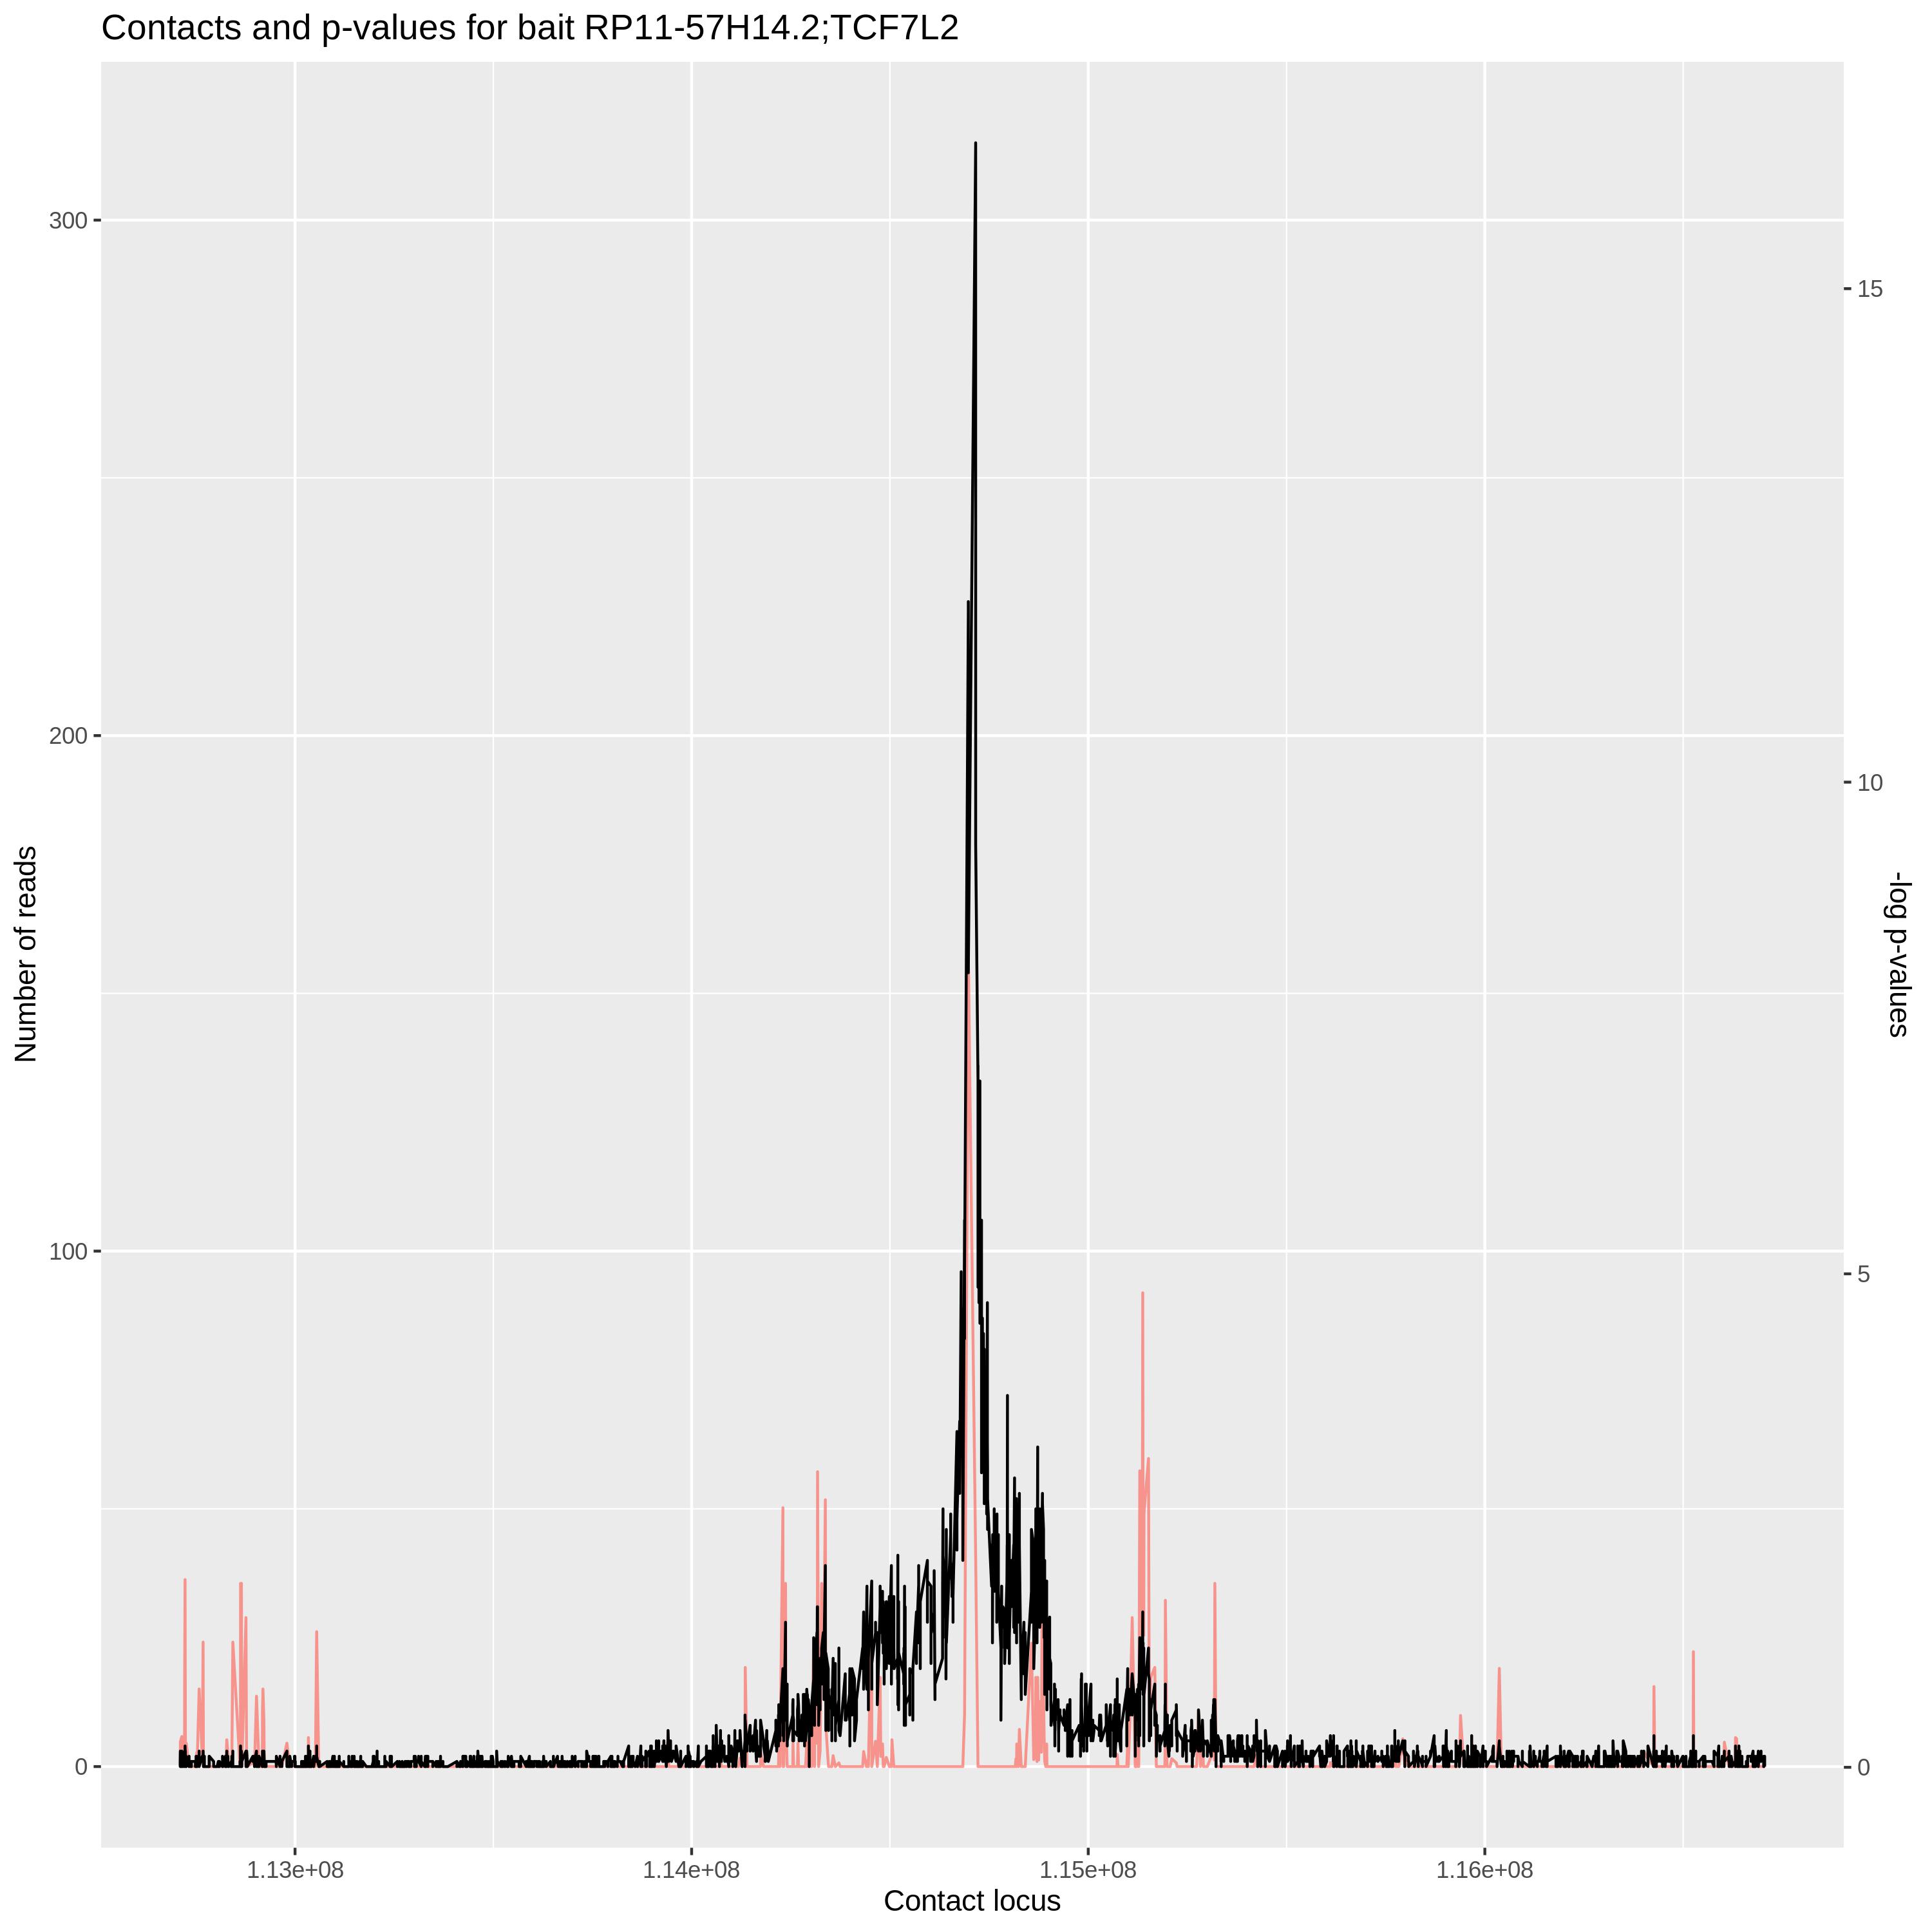 Contacts and p-values for bait RP11-57H14.2;TCF7L2
300
200
100
0
Number of reads
15
10
5
0
-log p-values
1.13e+08
1.14e+08
1.15e+08
1.16e+08
Contact locus